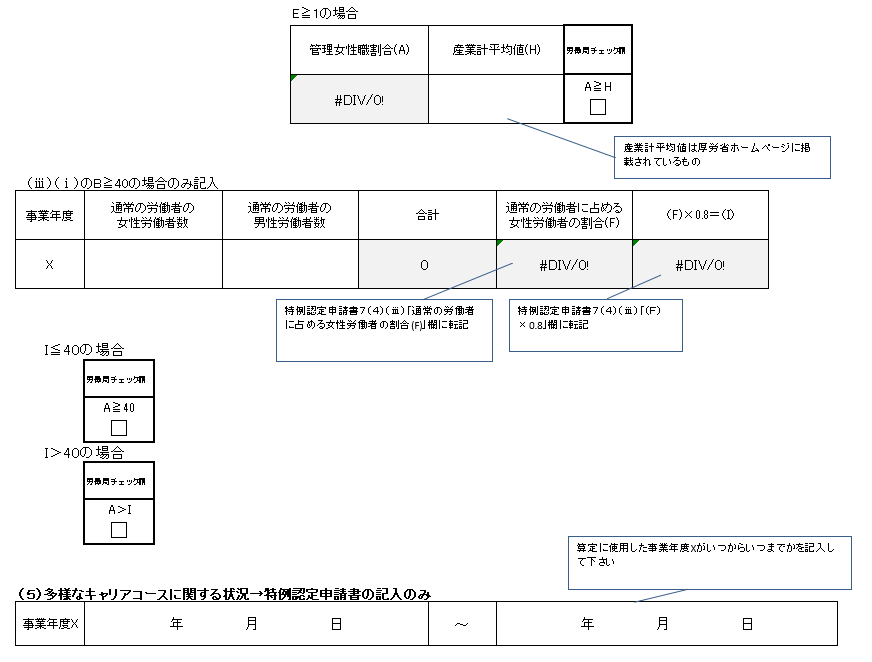 E≧1の場合
管理女性職割合(A)
産業計平均値(H)
労働局チェック欄
#DIV/0!
A≧H
□
産業計平均値は厚労省ホームページに掲
載されているもの
(ⅲ)(ⅰ)のB≧40の場合のみ記入
事業年度
通常の労働者の
女性労働者数
通常の労働者の
男性労働者数
合計
通常の労働者に占める
女性労働者の割合(F)
(F)×0.8=(I)
X
0
#DIV/0!
#DIV/0!
特例認定申請書7(4)(ⅲ)「通常の労働者
に占める女性労働者の割合(F)」欄に転記
特例認定申請書7(4)(ⅲ)「(F)
×0.8」欄に転記
I≦40の場合
労働局チェック欄
A≧40
□
I>40の場合
労働局チェック欄
A>I
□
算定に使用した事業年度Xがいつからいつまでかを記入し
て下さい
(5)多様なキャリアコースに関する状況→特例認定申請書の記入のみ
事業年度X
年 月 日
~
年 月 日